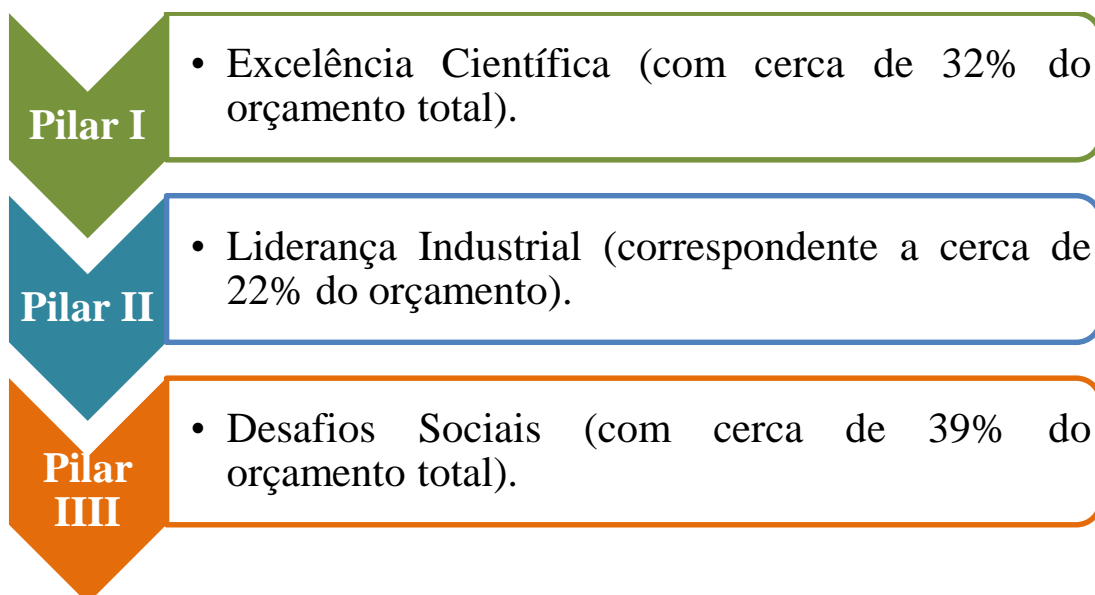 Pilar I
• Excelência Científica (com cerca de 32% do
orçamento total).
Pilar II
• Liderança Industrial (correspondente a cerca de
22% do orçamento).
Pilar
IIII
• Desafios Sociais (com cerca de 39% do
orçamento total).